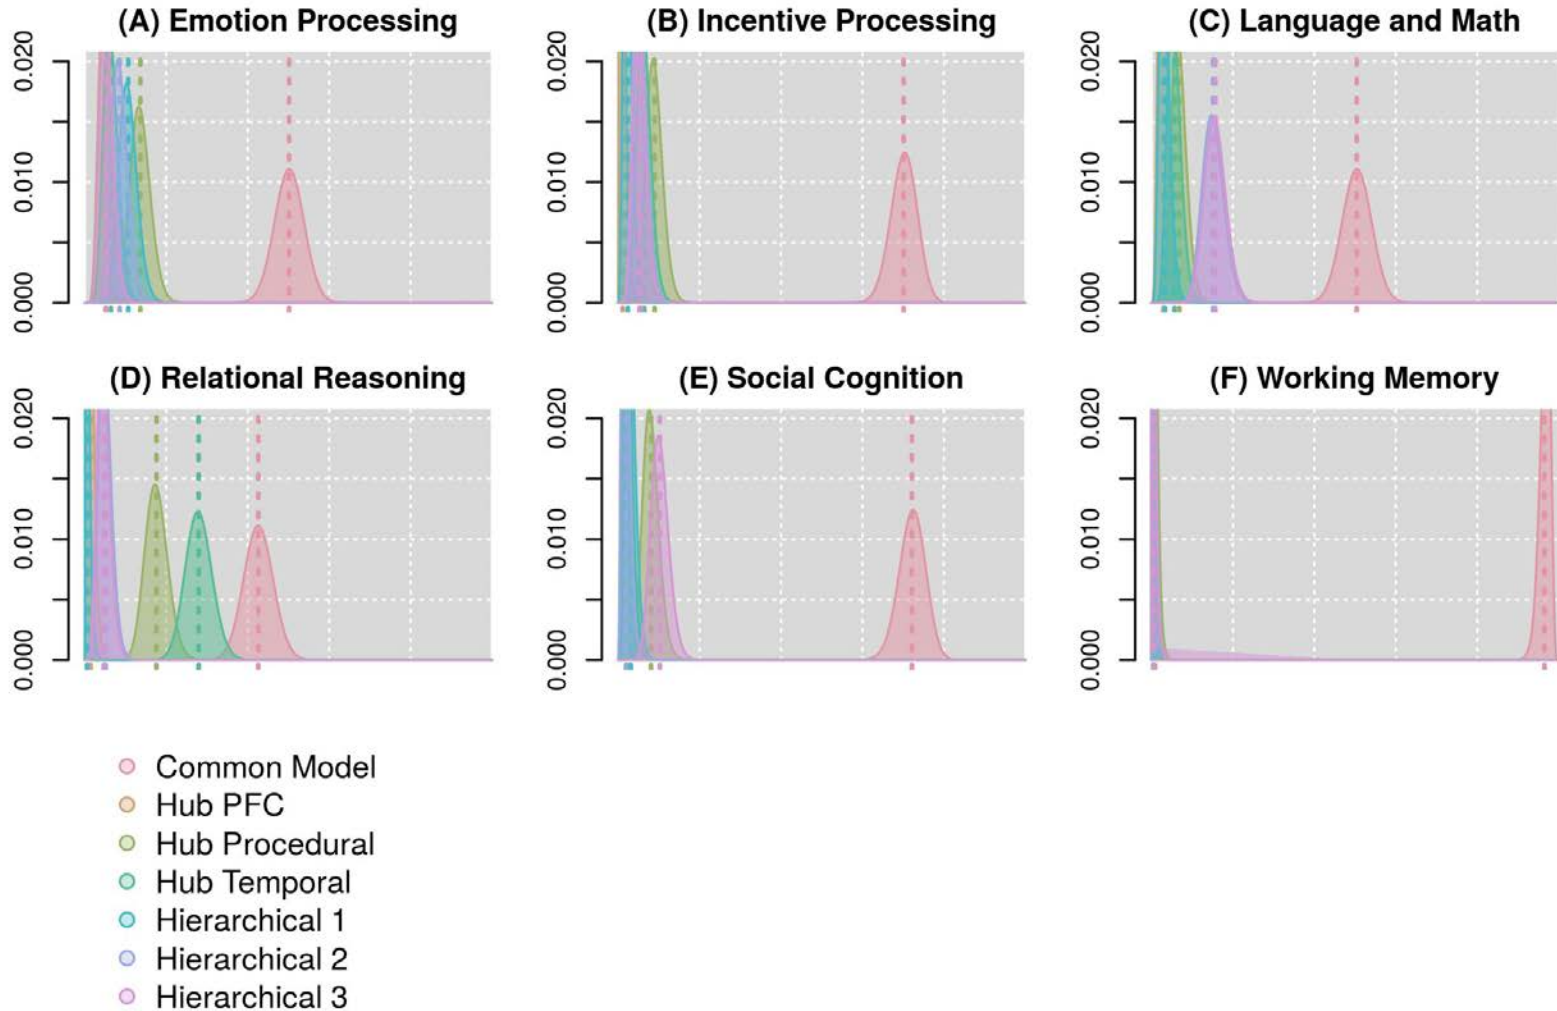 (A) Emotion Processing
0.020
0.010
0.000
(B) Incentive Processing
0.020
0.010
0.000
(C) Language and Math
0.020
0.010
0.000
(D) Relational Reasoning
0.020
0.010
0.000
(E) Social Cognition
0.020
0.010
0.000
(F) Working Memory
0.020
0.010
0.000
Common Model
Hub PFC
Hub Procedural
Hub Temporal
Hierarchical 1
Hierarchical 2
Hierarchical 3